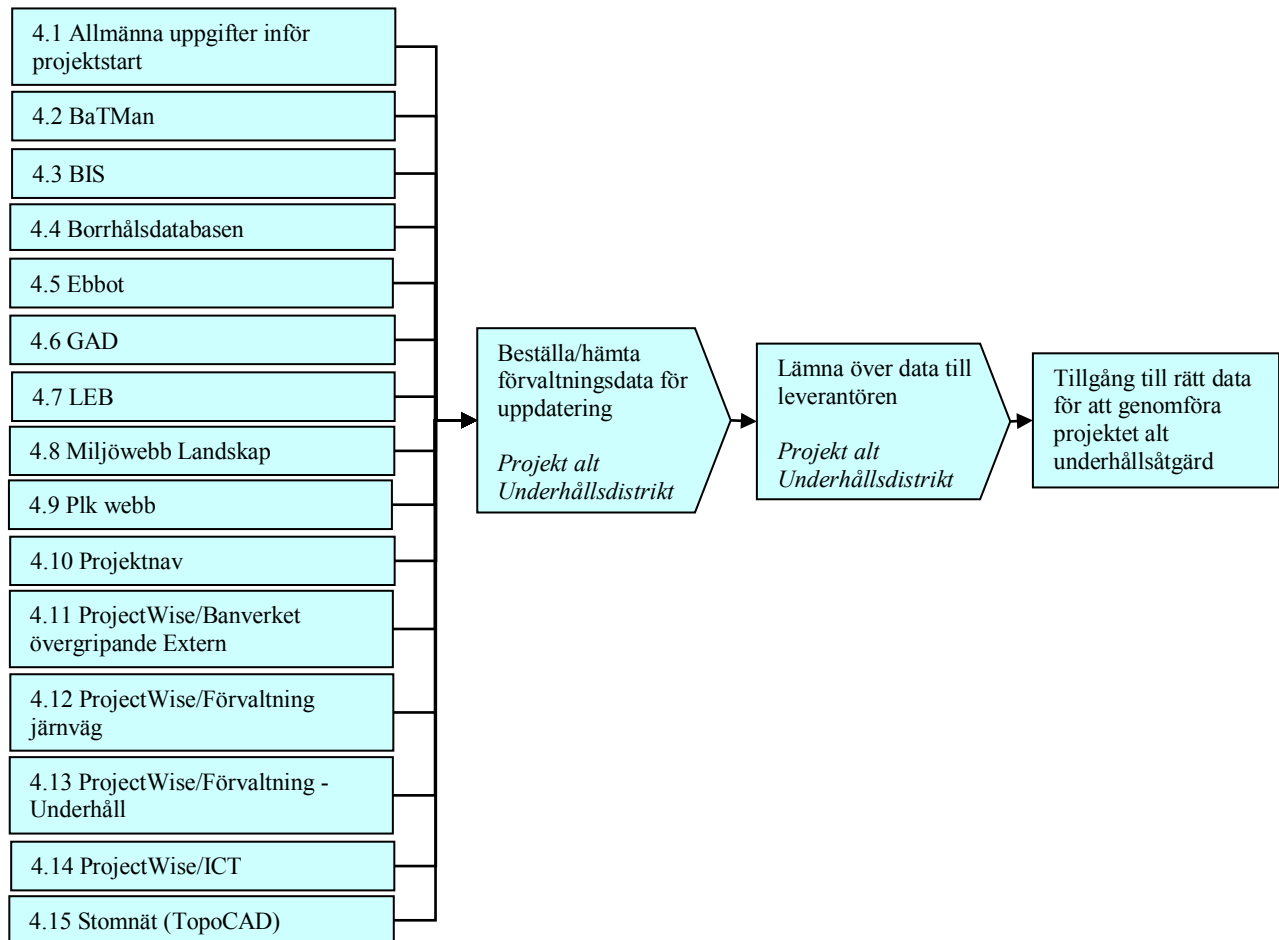 4.1 Allmänna uppgifter inför
projektstart
4.2 BaTMan
4.3 BIS
4.4 Borrhålsdatabasen
4.5 Ebbot
4.6 GAD
4.7 LEB
4.8 Miljöwebb Landskap
4.9 Plk webb
4.10 Projektnav
4.11 ProjectWise/Banverket
övergripande Extern
4.12 ProjectWise/Förvaltning
järnväg
4.13 ProjectWise/Förvaltning -
Underhåll
4.14 ProjectWise/ICT
4.15 Stomnät (TopoCAD)
Beställa/hämta
förvaltningsdata för
uppdatering
Projekt alt
Underhållsdistrikt
Lämna över data till
leverantören
Projekt alt
Underhållsdistrikt
Tillgång till rätt data
för att genomföra
projektet alt
underhållsåtgärd